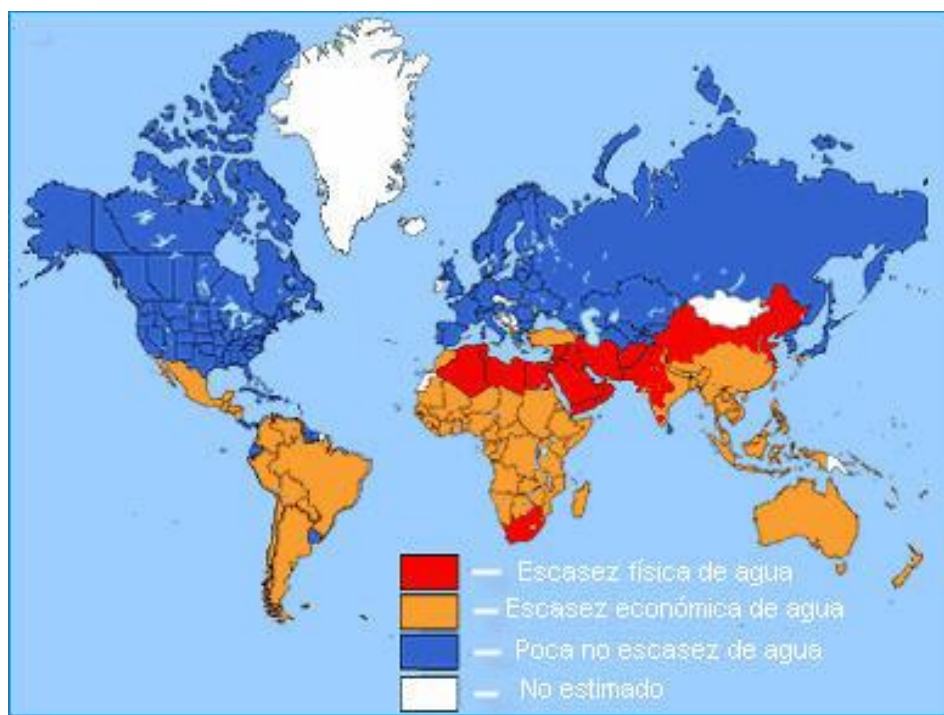 Escasez física de agua
Escasez económica de agua
Poca no escasez de agua
No estimado